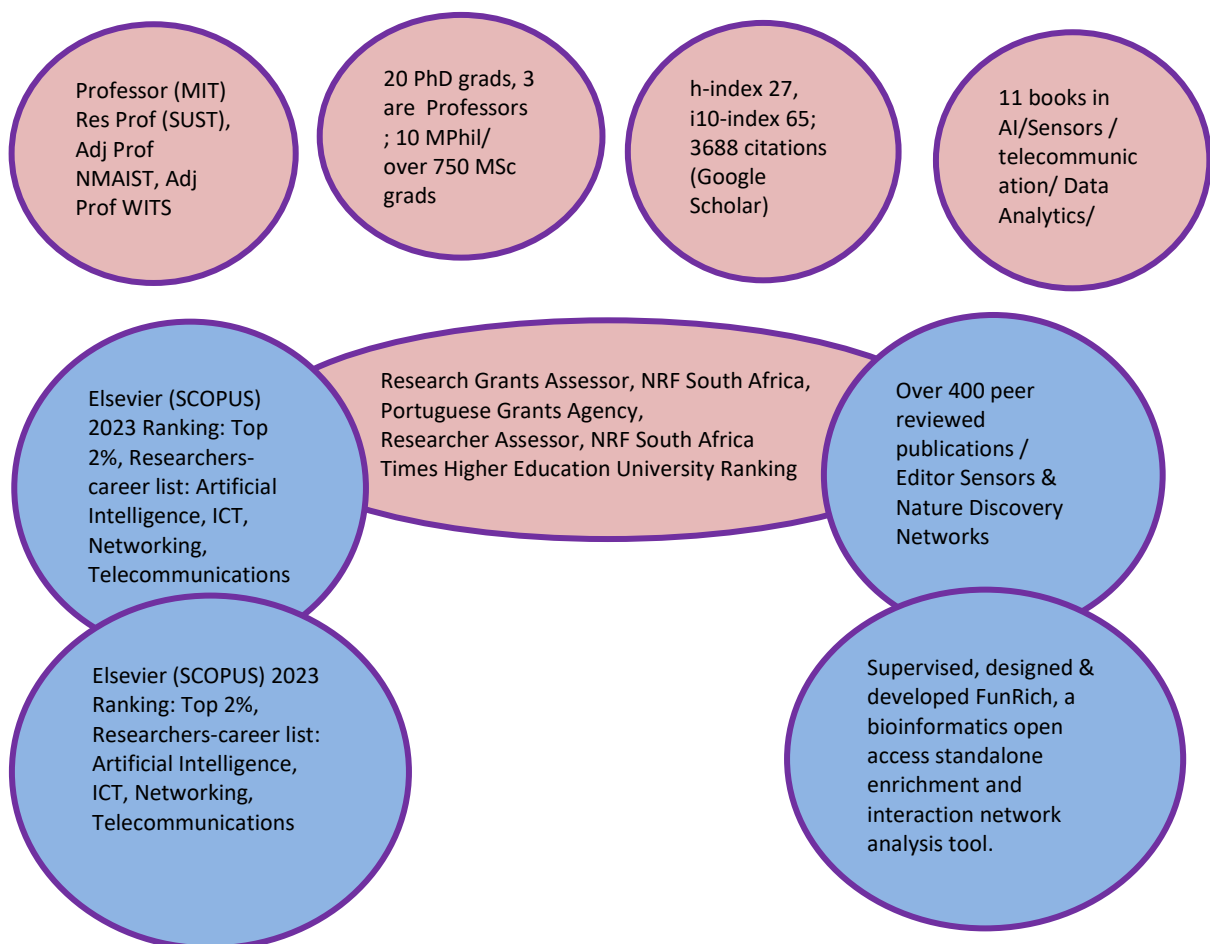 Professor (MIT)
Res Prof (SUST),
Adj Prof
NMAIST, Adj
Prof WITS
20 PhD grads, 3
are Professors
; 10 MPhil/
over 750 MSc
grads
h-index 27,
i10-index 65;
3688 citations
(Google
Scholar)
11 books in
AI/Sensors /
telecommunic
ation/ Data
Analytics/
Elsevier (SCOPUS)
2023 Ranking: Top
2%, Researchers-
career list: Artificial
Intelligence, ICT,
Networking,
Telecommunications
Research Grants Assessor, NRF South Africa,
Portuguese Grants Agency,
Researcher Assessor, NRF South Africa
Times Higher Education University Ranking
Over 400 peer
reviewed
publications /
Editor Sensors &
Nature Discovery
Networks
Elsevier (SCOPUS) 2023
Ranking: Top 2%,
Researchers-career list:
Artificial Intelligence,
ICT, Networking,
Telecommunications
Supervised, designed &
developed FunRich, a
bioinformatics open
access standalone
enrichment and
interaction network
analysis tool.